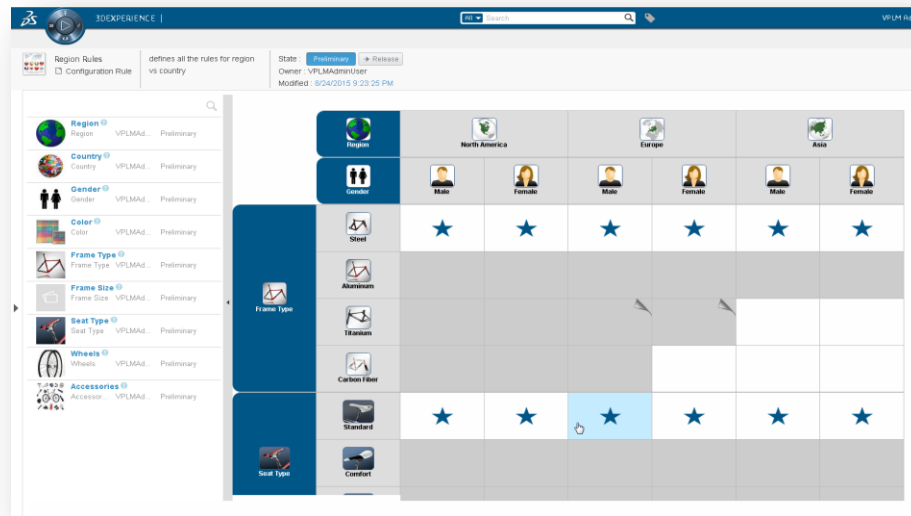 3DEXPERIENCE |
All
Search
VPLM Re
Region Rules
Configuration Rule
defines all the rules for region
vs country
State : Preliminary Release
Owner : VPLMAdminUser
Modified : 8/24/2015 9:23:25 PM
Region
Region VPLMAd... Preliminary
Country
Country VPLMAd... Preliminary
Gender
Gender VPLMAd... Preliminary
Color
Color VPLMAd... Preliminary
Frame Type
Frame Type VPLMAd... Preliminary
Frame Size
Frame Size VPLMAd... Preliminary
Seat Type
Seat Type VPLMAd... Preliminary
Wheels
Wheels VPLMAd... Preliminary
Accessories
Accessor... VPLMAd... Preliminary
Region North America Europe Asia
Gender Male Female Male Female Male Female
Frame Type
Steel
Aluminum
Titanium
Carbon Fiber
Seat Type
Standard
Comfort